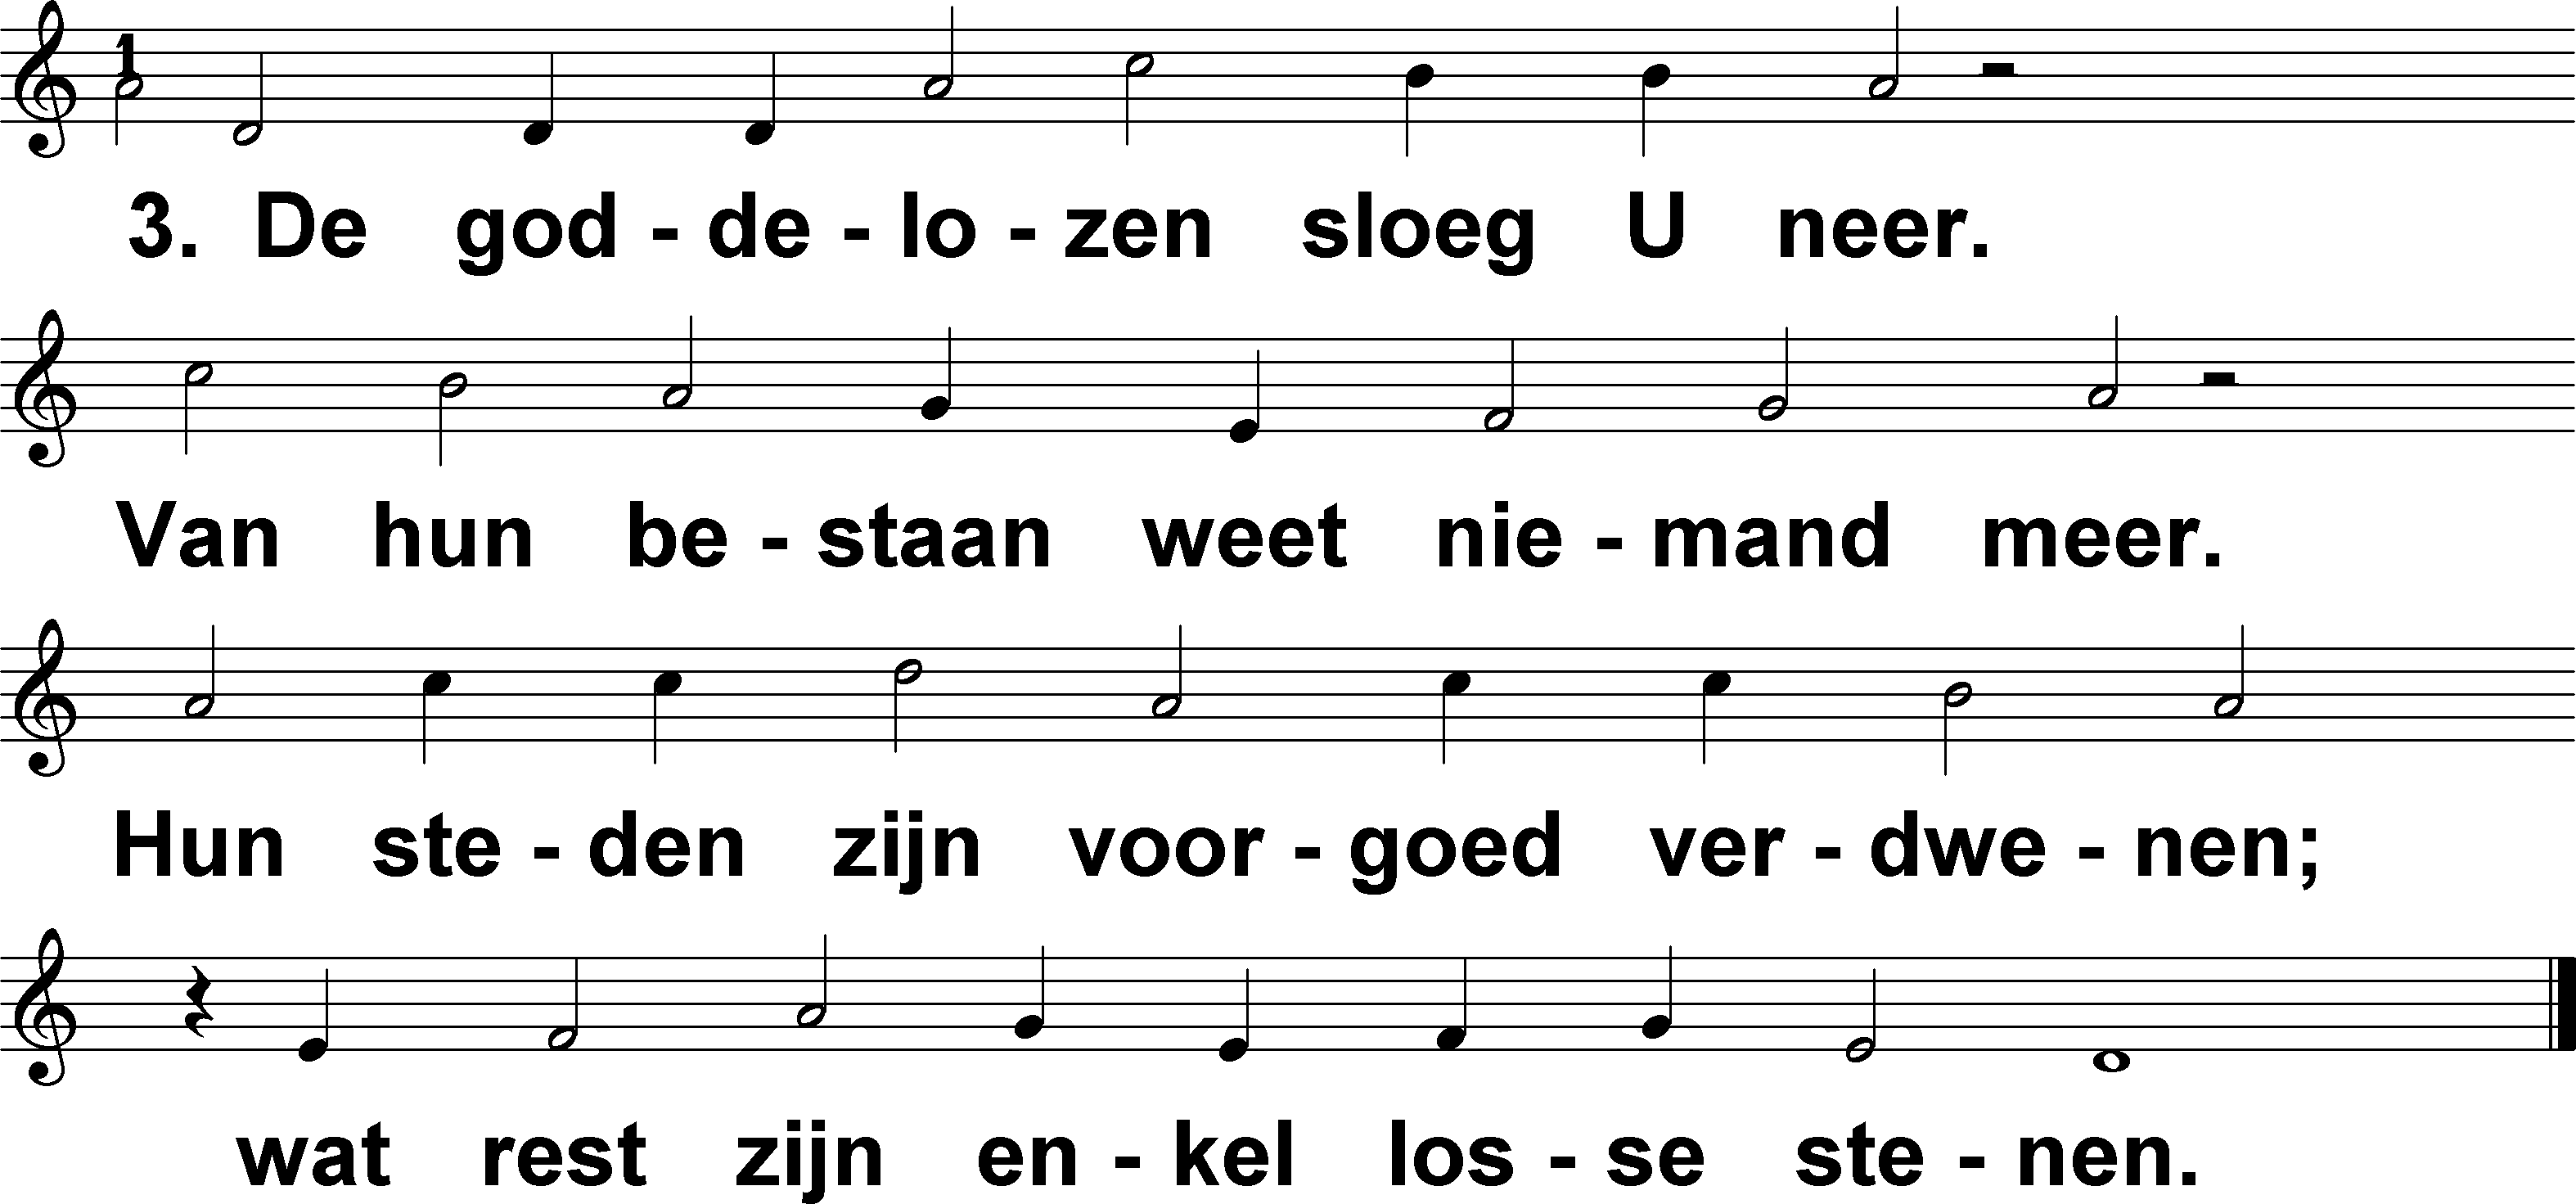 1
3. De god - de - lo - zen sloeg U neer.
Van hun be - staan weet nie - mand meer.
Hun ste - den zijn voor - goed ver - dwe - nen;
wat rest zijn en - kel los - se ste - nen.